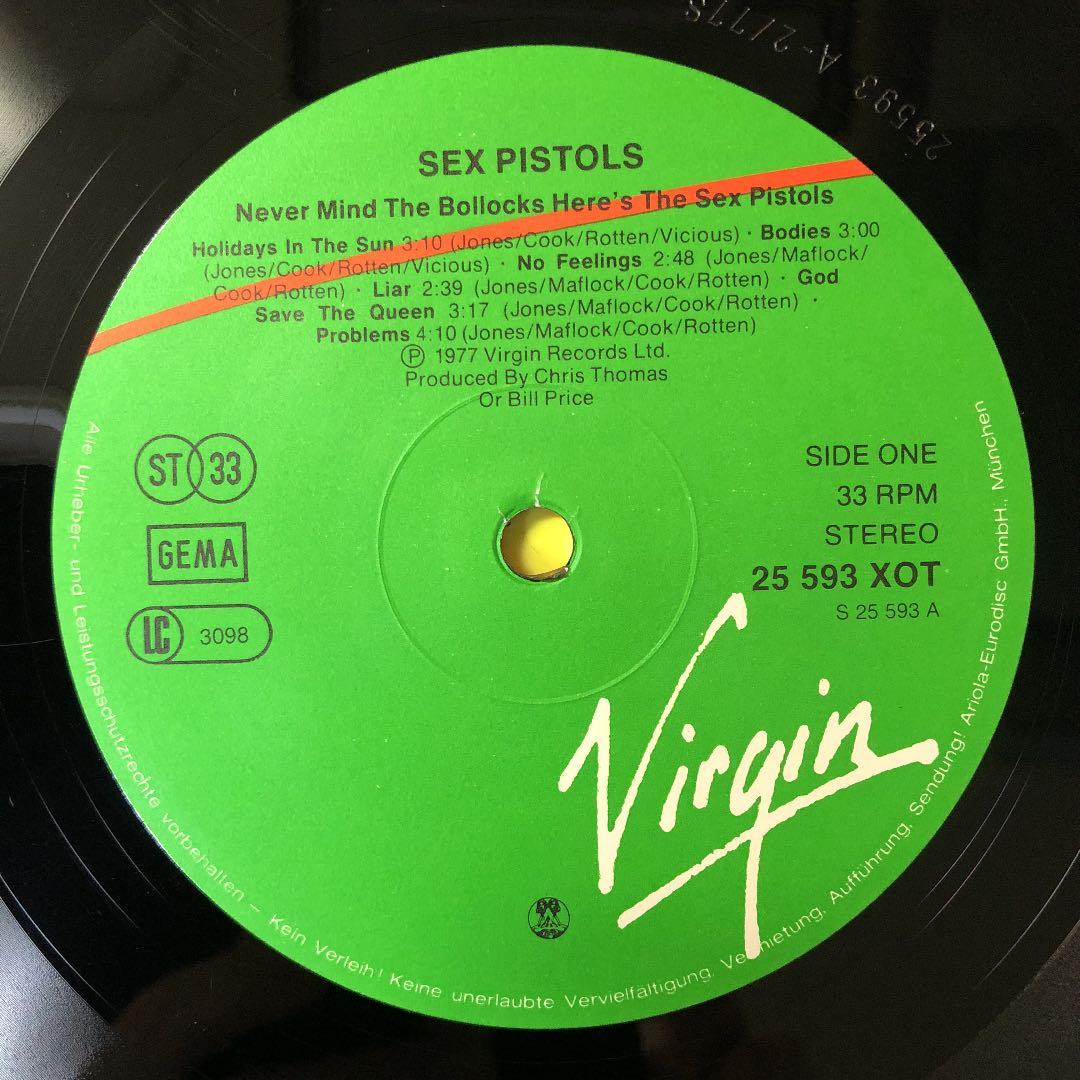 25593 A-2/77S
SEX PISTOLS
Never Mind The Bollocks Here's The Sex Pistols
Holidays In The Sun 3:10 (Jones/Cook/Rotten/Vicious) · Bodies 3:00
(Jones/Cook/Rotten/Vicious) · No Feelings 2:48 (Jones/Maflock/
Cook/Rotten) · Liar 2:39 (Jones/Maflock/Cook/Rotten) · God
Save The Queen 3:17 (Jones/Maflock/Cook/Rotten) ·
Problems 4:10 (Jones/Maflock/Cook/Rotten)
Ⓟ 1977 Virgin Records Ltd.
Produced By Chris Thomas
Or Bill Price
ST 33
GEMA
LC 3098
SIDE ONE
33 RPM
STEREO
25 593 XOT
S 25 593 A
Virgin
Alle Urheber- und Leistungsschutzrechte vorbehalten – Kein Verleih! Keine unerlaubte Vervielfältigung, Vermietung, Aufführung, Sendung! Ariola-Eurodisc GmbH., München